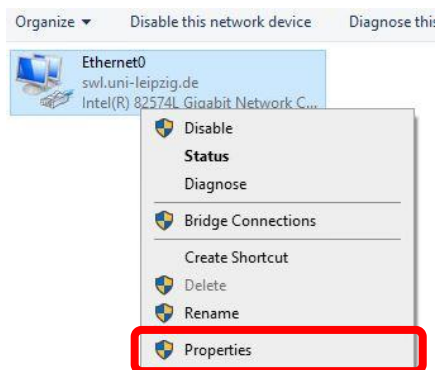 Organize Disable this network device Diagnose this
Ethernet0
swl.uni-leipzig.de
Intel(R) 82574L Gigabit Network C...
Disable
Status
Diagnose
Bridge Connections
Create Shortcut
Delete
Rename
Properties